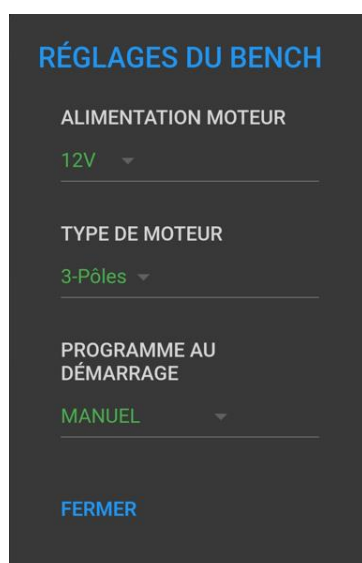 RÉGLAGES DU BENCH
ALIMENTATION MOTEUR
12V
TYPE DE MOTEUR
3-Pôles
PROGRAMME AU
DÉMARRAGE
MANUEL
FERMER